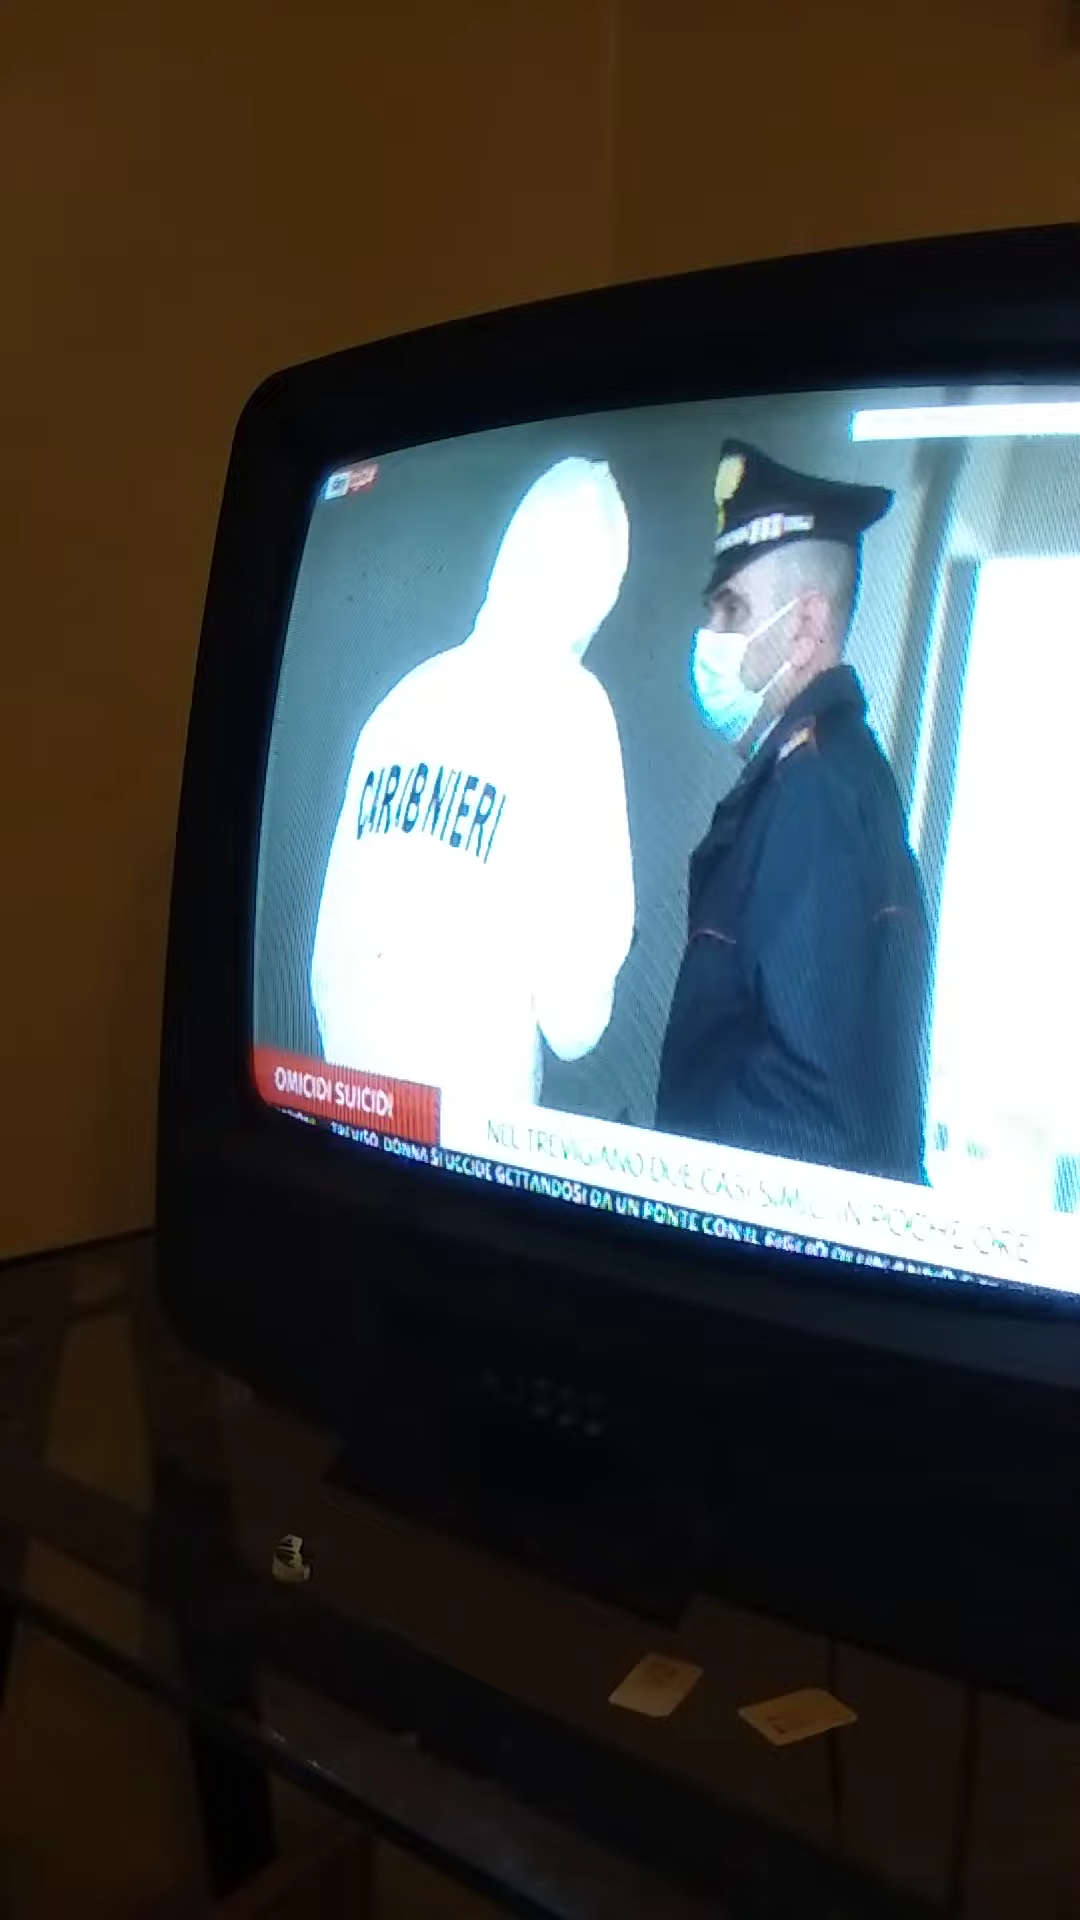 CARIBNIERI
OMICIDI SUICIDI
NEL TREVIGIANO DUE CASI SIMILI IN POCHE ORE
TREVISO, DONNA SI UCCIDE GETTANDOSI DA UN PONTE CON IL